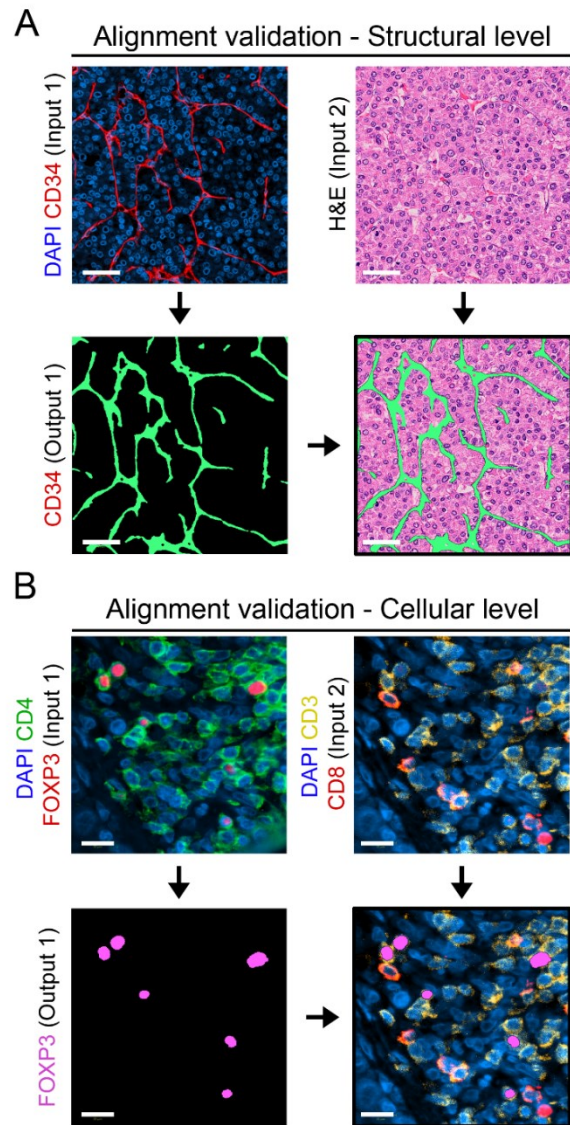 A
Alignment validation - Structural level
DAPI CD34 (Input 1)
H&E (Input 2)
CD34 (Output 1)
B
Alignment validation - Cellular level
DAPI CD4
FOXP3 (Input 1)
DAPI CD3
CD8 (Input 2)
FOXP3 (Output 1)